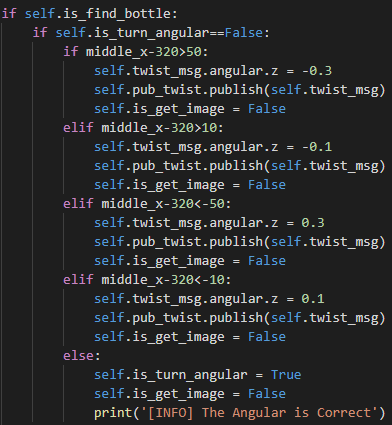 if self.is_find_bottle:
    if self.is_turn_angular==False:
        if middle_x-320>50:
            self.twist_msg.angular.z = -0.3
            self.pub_twist.publish(self.twist_msg)
            self.is_get_image = False
        elif middle_x-320>10:
            self.twist_msg.angular.z = -0.1
            self.pub_twist.publish(self.twist_msg)
            self.is_get_image = False
        elif middle_x-320<-50:
            self.twist_msg.angular.z = 0.3
            self.pub_twist.publish(self.twist_msg)
            self.is_get_image = False
        elif middle_x-320<-10:
            self.twist_msg.angular.z = 0.1
            self.pub_twist.publish(self.twist_msg)
            self.is_get_image = False
        else:
            self.is_turn_angular = True
            self.is_get_image = False
            print('[INFO] The Angular is Correct')